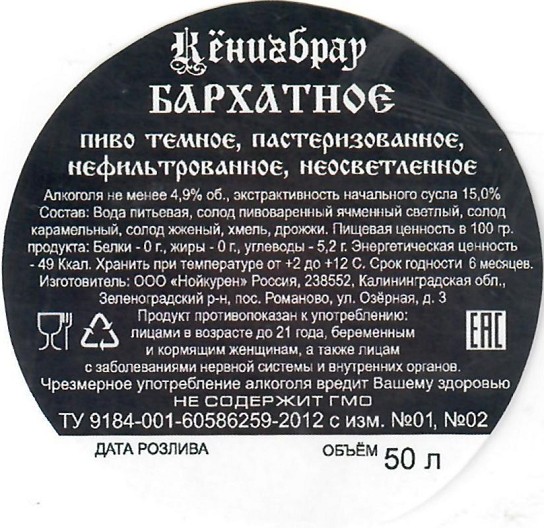 Кёнигбрау
БАРХАТНОЕ
ПИВО ТЕМНОЕ, ПАСТЕРИЗОВАННОЕ,
НЕФИЛЬТРОВАННОЕ, НЕОСВЕТЛЕННОЕ
Алкоголя не менее 4,9% об., экстрактивность начального сусла 15,0%
Состав: Вода питьевая, солод пивоваренный ячменный светлый, солод
карамельный, солод жженый, хмель, дрожжи. Пищевая ценность в 100 гр.
продукта: Белки - 0 г., жиры - 0 г., углеводы - 5,2 г. Энергетическая ценность
- 49 Ккал. Хранить при температуре от +2 до +12 С. Срок годности 6 месяцев.
Изготовитель: ООО «Нойкурен» Россия, 238552, Калининградская обл.,
Зеленоградский р-н, пос. Романово, ул. Озёрная, д. 3
Продукт противопоказан к употреблению:
лицами в возрасте до 21 года, беременным
и кормящим женщинам, а также лицам
с заболеваниями нервной системы и внутренних органов.
EAC
Чрезмерное употребление алкоголя вредит Вашему здоровью
НЕ СОДЕРЖИТ ГМО
ТУ 9184-001-60586259-2012 с изм. №01, №02
ДАТА РОЗЛИВА
ОБЪЁМ 50 л